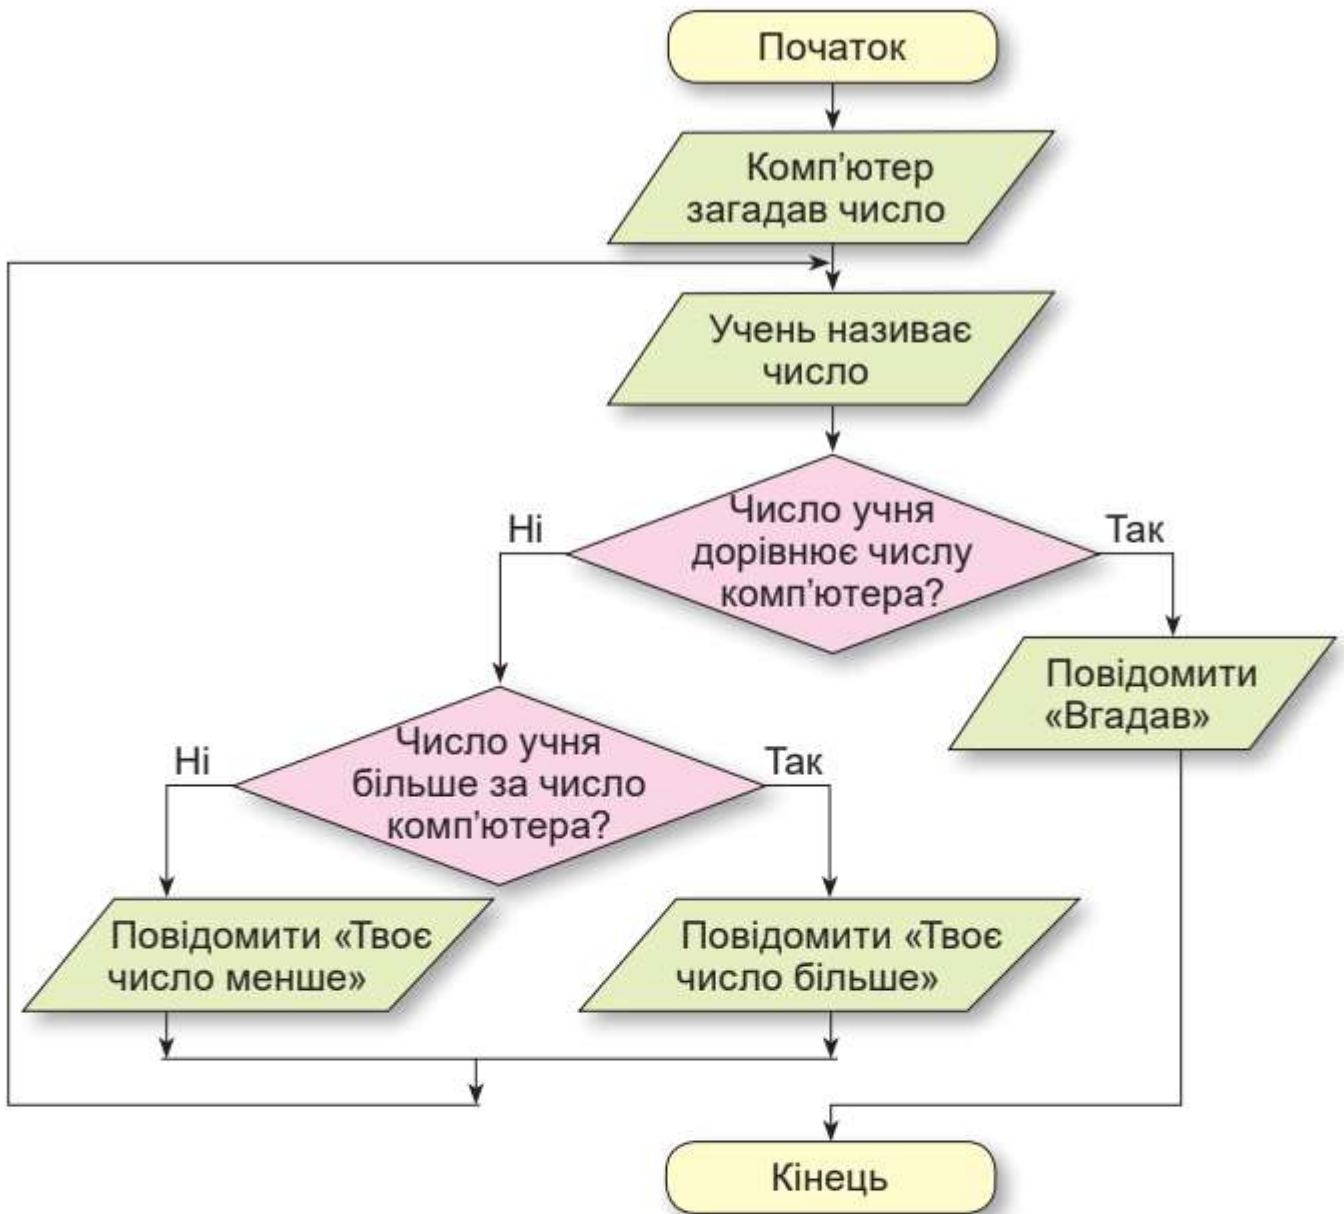 Початок
Комп’ютер
загадав число
Учень називає
число
Число учня
дорівнює числу
комп’ютера?
Ні
Так
Повідомити
«Вгадав»
Число учня
більше за число
комп’ютера?
Ні
Так
Повідомити «Твоє
число менше»
Повідомити «Твоє
число більше»
Кінець